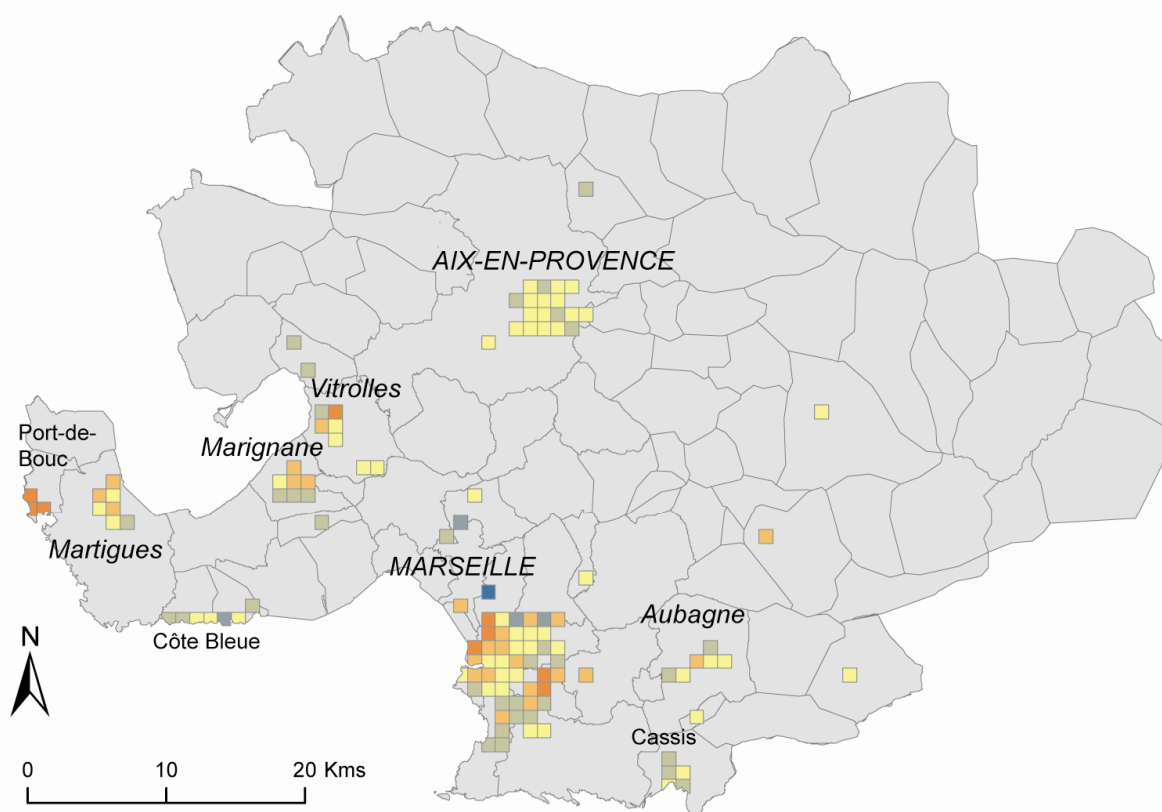 AIX-EN-PROVENCE
Vitrolles
Port-de-
Bouc
Marignane
Martigues
MARSEILLE
Aubagne
Côte Bleue
N
Cassis
0 10 20 Kms